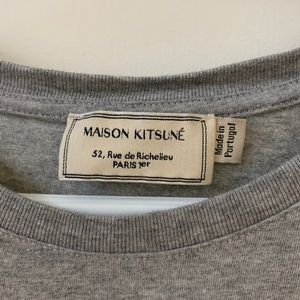 MAISON KITSUNÉ
52, Rue de Richelieu
PARIS 1er
Made in
Portugal